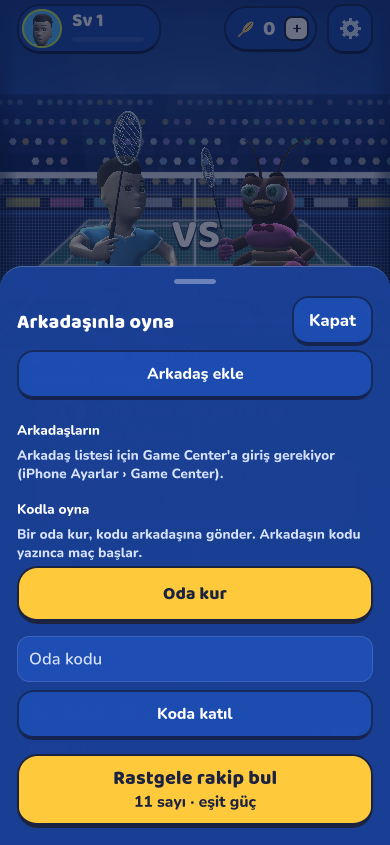 Sv 1
0
+
VS
Arkadaşınla oyna
Kapat
Arkadaş ekle
Arkadaşların
Arkadaş listesi için Game Center'a giriş gerekiyor
(iPhone Ayarlar › Game Center).
Kodla oyna
Bir oda kur, kodu arkadaşına gönder. Arkadaşın kodu
yazınca maç başlar.
Oda kur
Oda kodu
Koda katıl
Rastgele rakip bul
11 sayı · eşit güç